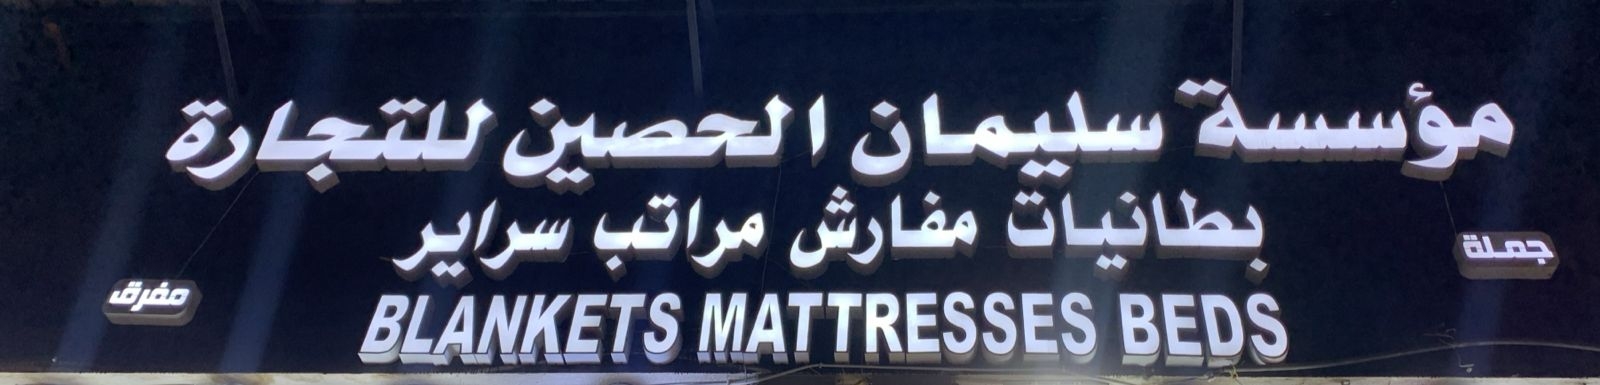 مؤسسة سليمان الحصين للتجارة
بطانيات مفارش مراتب سراير
جملة
مفرق
BLANKETS MATTRESSES BEDS